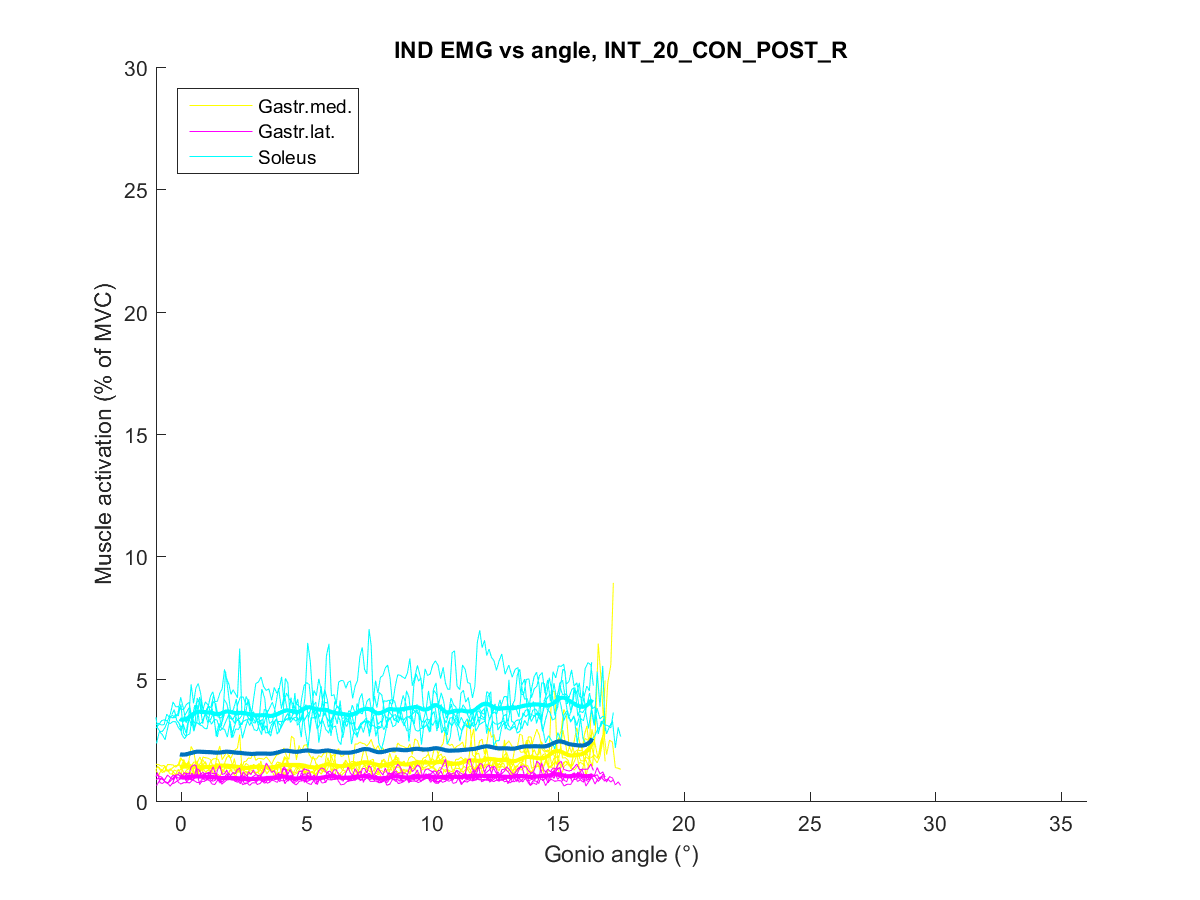 IND EMG vs angle, INT_20_CON_POST_R
30
25
20
15
10
5
0
Gastr.med.
Gastr.lat.
Soleus
Muscle activation (% of MVC)
0 5 10 15 20 25 30 35
Gonio angle (°)